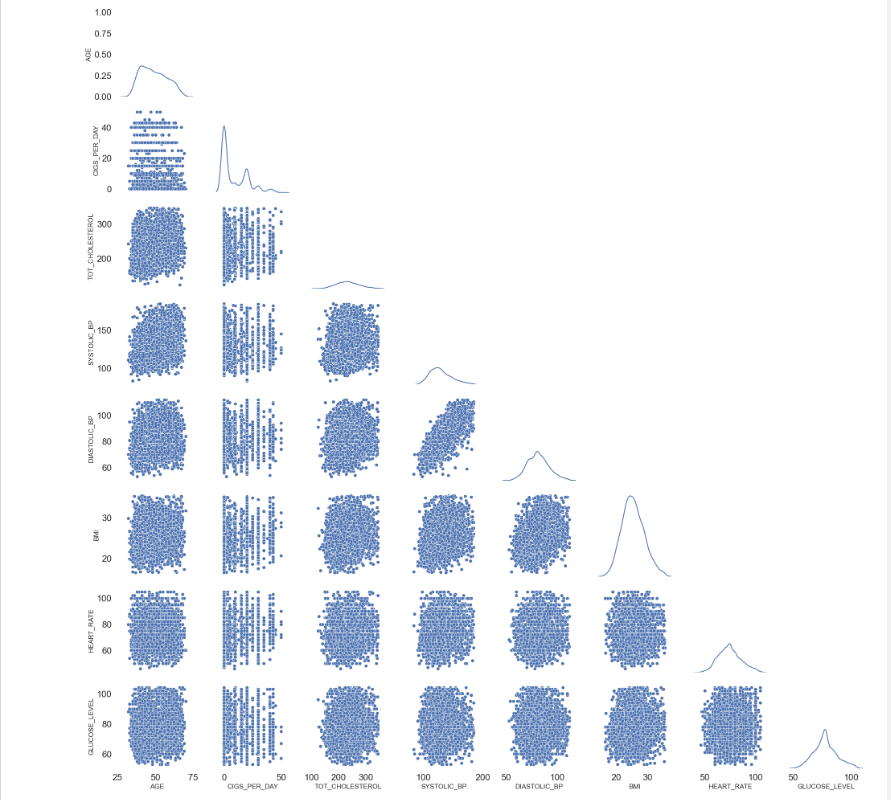 1.00
0.75
AGE
0.50
0.25
0.00
40
CIGS_PER_DAY
20
0
TOT_CHOLESTEROL
300
200
SYSTOLIC_BP
150
100
DIASTOLIC_BP
100
80
60
BMI
30
20
HEART_RATE
100
80
60
GLUCOSE_LEVEL
100
80
60
25 50 75 0 50 100 200 300 100 200 50 100 20 30 50 100 50 100
AGE CIGS_PER_DAY TOT_CHOLESTEROL SYSTOLIC_BP DIASTOLIC_BP BMI HEART_RATE GLUCOSE_LEVEL